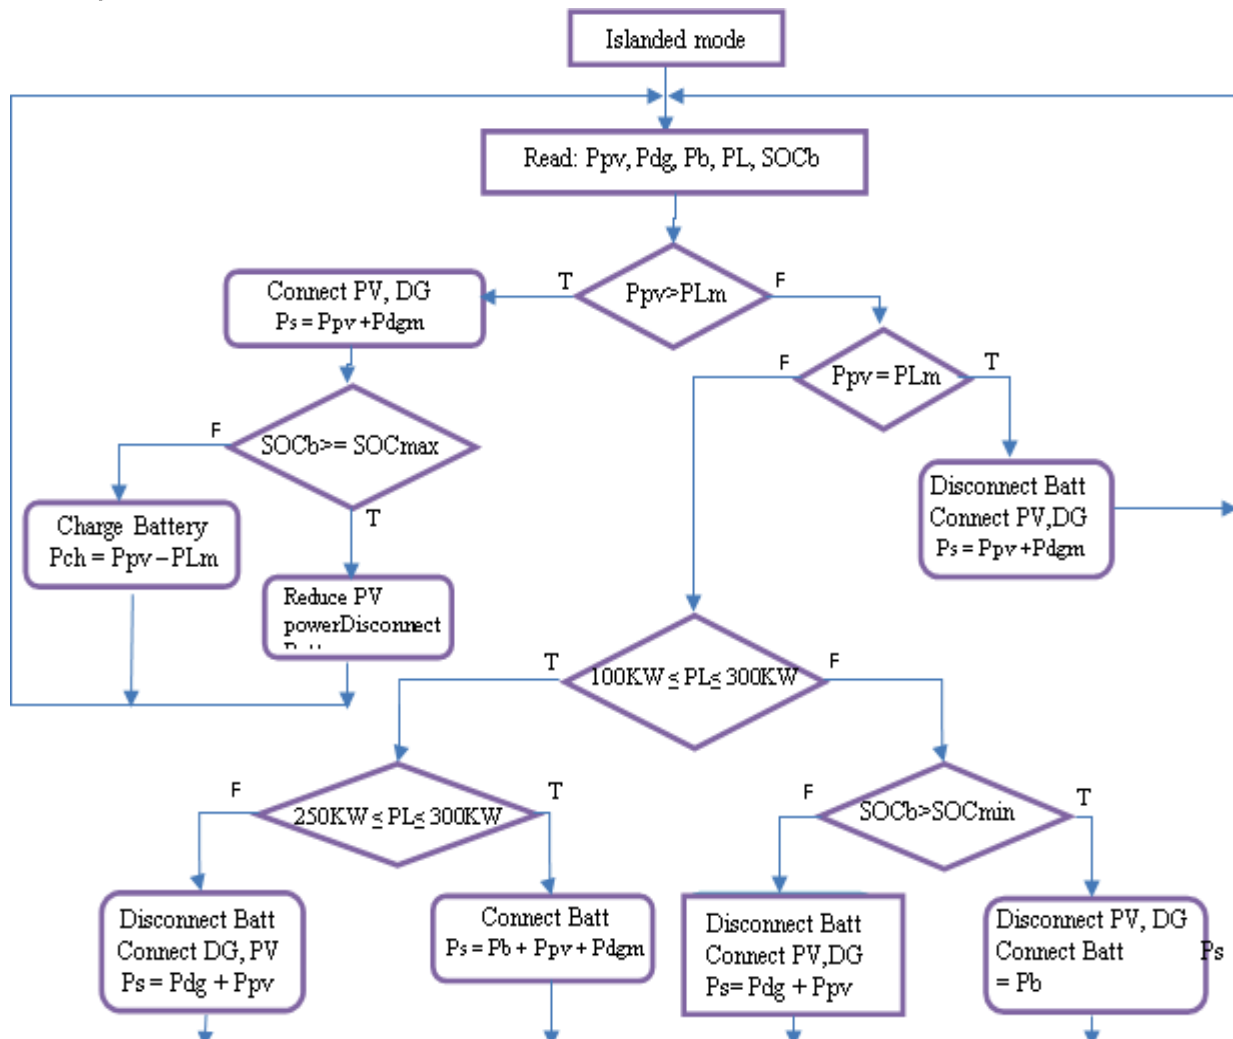 Islanded mode
Read: Ppv, Pdg, Pb, PL, SOCb
Ppv>PLm
T
F
Connect PV, DG
Ps = Ppv +Pdgm
Ppv = PLm
F
T
SOCb>= SOCmax
F
T
Disconnect Batt
Connect PV,DG
Ps = Ppv +Pdgm
Charge Battery
Pch = Ppv – PLm
Reduce PV
powerDisconnect
100KW ≤ PL ≤ 300KW
T
F
250KW ≤ PL ≤ 300KW
F
T
SOCb>SOCmin
F
T
Disconnect Batt
Connect DG, PV
Ps = Pdg + Ppv
Connect Batt
Ps = Pb + Ppv + Pdgm
Disconnect Batt
Connect PV,DG
Ps= Pdg + Ppv
Disconnect PV, DG
Connect Batt Ps
= Pb